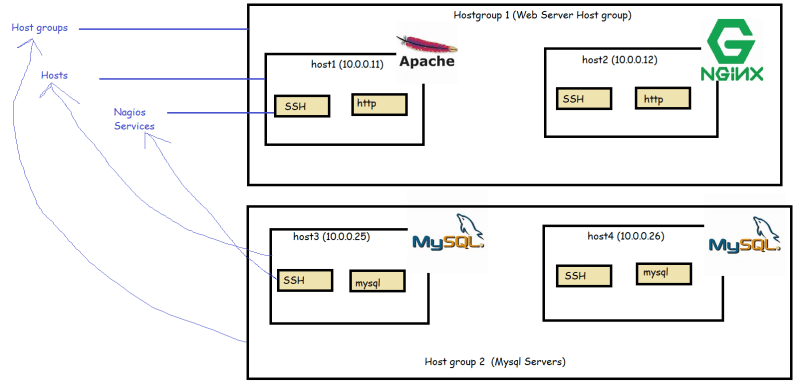 Hostgroup 1 (Web Server Host group)
Host groups
Hosts
Nagios
Services
host1 (10.0.0.11)
Apache
SSH
http
host2 (10.0.0.12)
NGINX
SSH
http
host3 (10.0.0.25)
MySQL.
SSH
mysql
host4 (10.0.0.26)
MySQL.
SSH
mysql
Host group 2 (Mysql Servers)